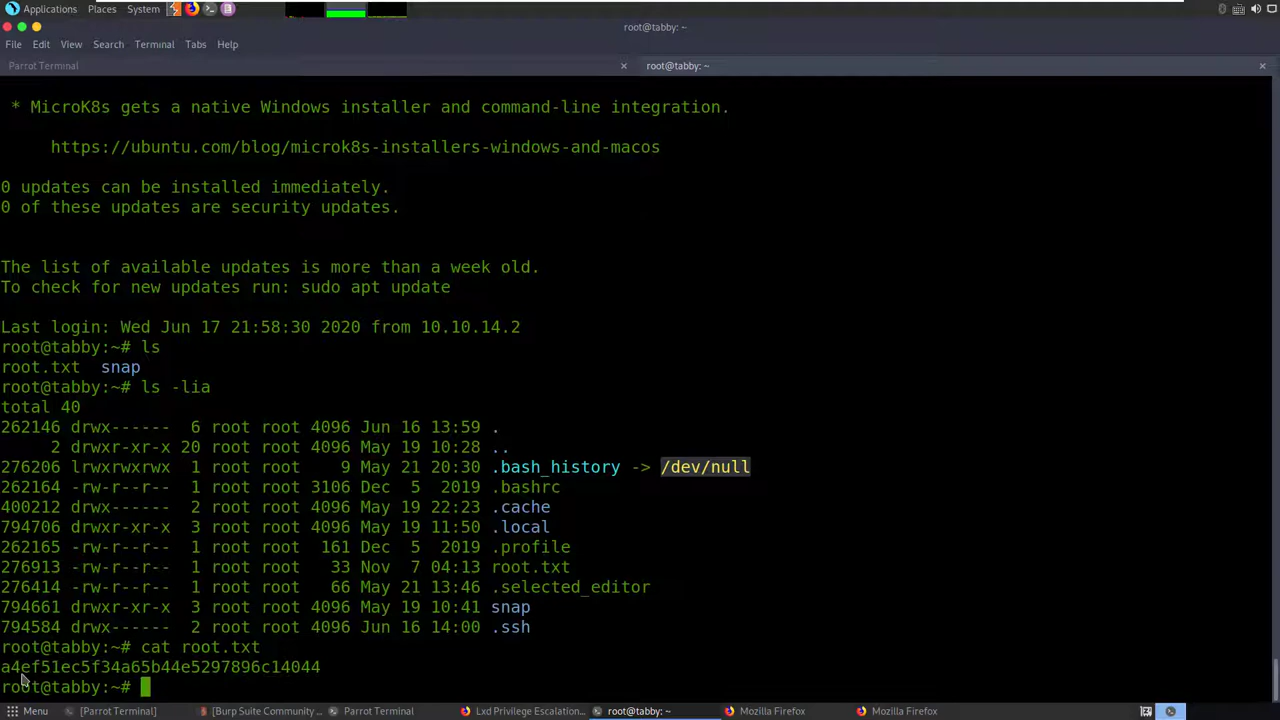 Applications Places System
root@tabby: ~
File Edit View Search Terminal Tabs Help
Parrot Terminal × root@tabby: ~ ×
* MicroK8s gets a native Windows installer and command-line integration.
https://ubuntu.com/blog/microk8s-installers-windows-and-macos
0 updates can be installed immediately.
0 of these updates are security updates.
The list of available updates is more than a week old.
To check for new updates run: sudo apt update
Last login: Wed Jun 17 21:58:30 2020 from 10.10.14.2
root@tabby:~# ls
root.txt snap
root@tabby:~# ls -lia
total 40
262146 drwx------ 6 root root 4096 Jun 16 13:59 .
2 drwxr-xr-x 20 root root 4096 May 19 10:28 ..
276206 lrwxrwxrwx 1 root root 9 May 21 20:30 .bash_history -> /dev/null
262164 -rw-r--r-- 1 root root 3106 Dec 5 2019 .bashrc
400212 drwx------ 2 root root 4096 May 19 22:23 .cache
794706 drwxr-xr-x 3 root root 4096 May 19 11:50 .local
262165 -rw-r--r-- 1 root root 161 Dec 5 2019 .profile
276913 -rw-r--r-- 1 root root 33 Nov 7 04:13 root.txt
276414 -rw-r--r-- 1 root root 66 May 21 13:46 .selected_editor
794661 drwxr-xr-x 3 root root 4096 May 19 10:41 snap
794584 drwx------ 2 root root 4096 Jun 16 14:00 .ssh
root@tabby:~# cat root.txt
a4ef51ec5f34a65b44e5297896c14044
root@tabby:~#
Menu [Parrot Terminal] [Burp Suite Community ... Parrot Terminal Lxd Privilege Escalation... root@tabby: ~ Mozilla Firefox Mozilla Firefox